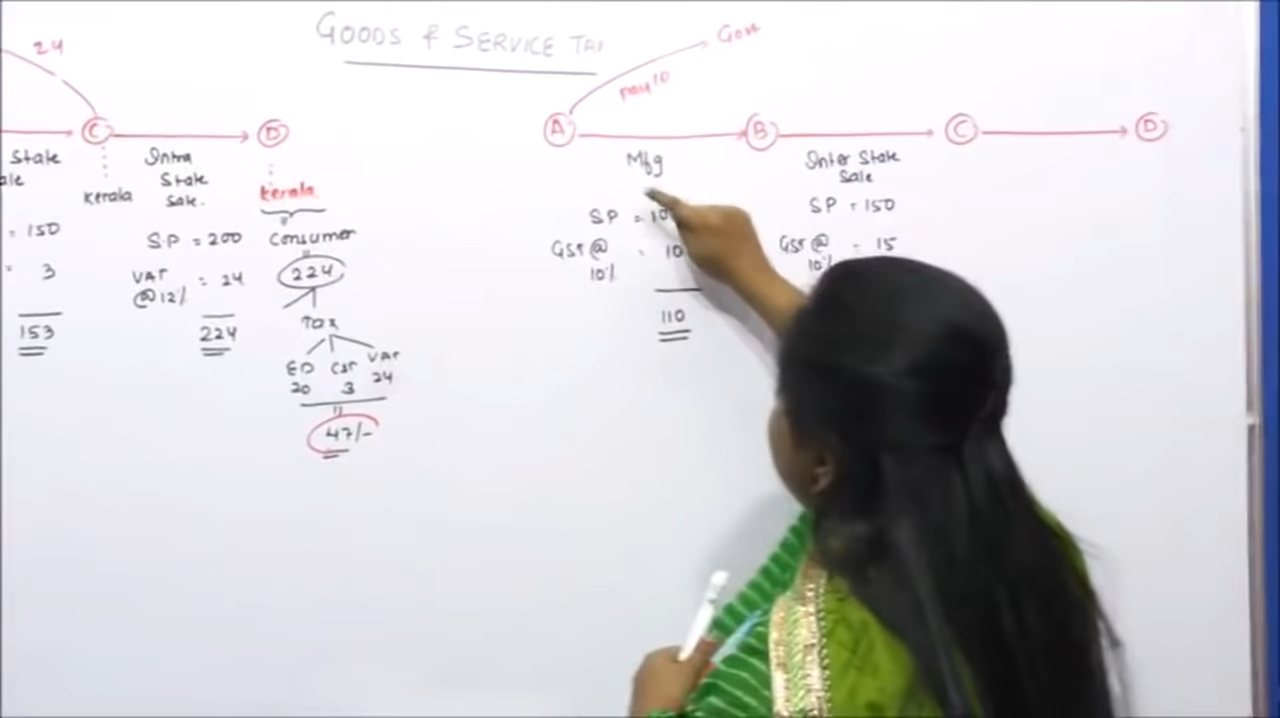 GOODS & SERVICE TAX
24
C
D
State
ale
= 150
= 3
153
Kerala
Intra
State
Sale.
SP = 200
VAT
@ 12%
= 24
224
Kerala
Consumer
224
Tax
ED CST VAT
20 3 24
47/-
Govt
pay 10
A
B
C
D
Mfg
SP = 10
GST @
10%
= 10
110
Inter State
Sale
SP = 150
GST @
10%
= 15